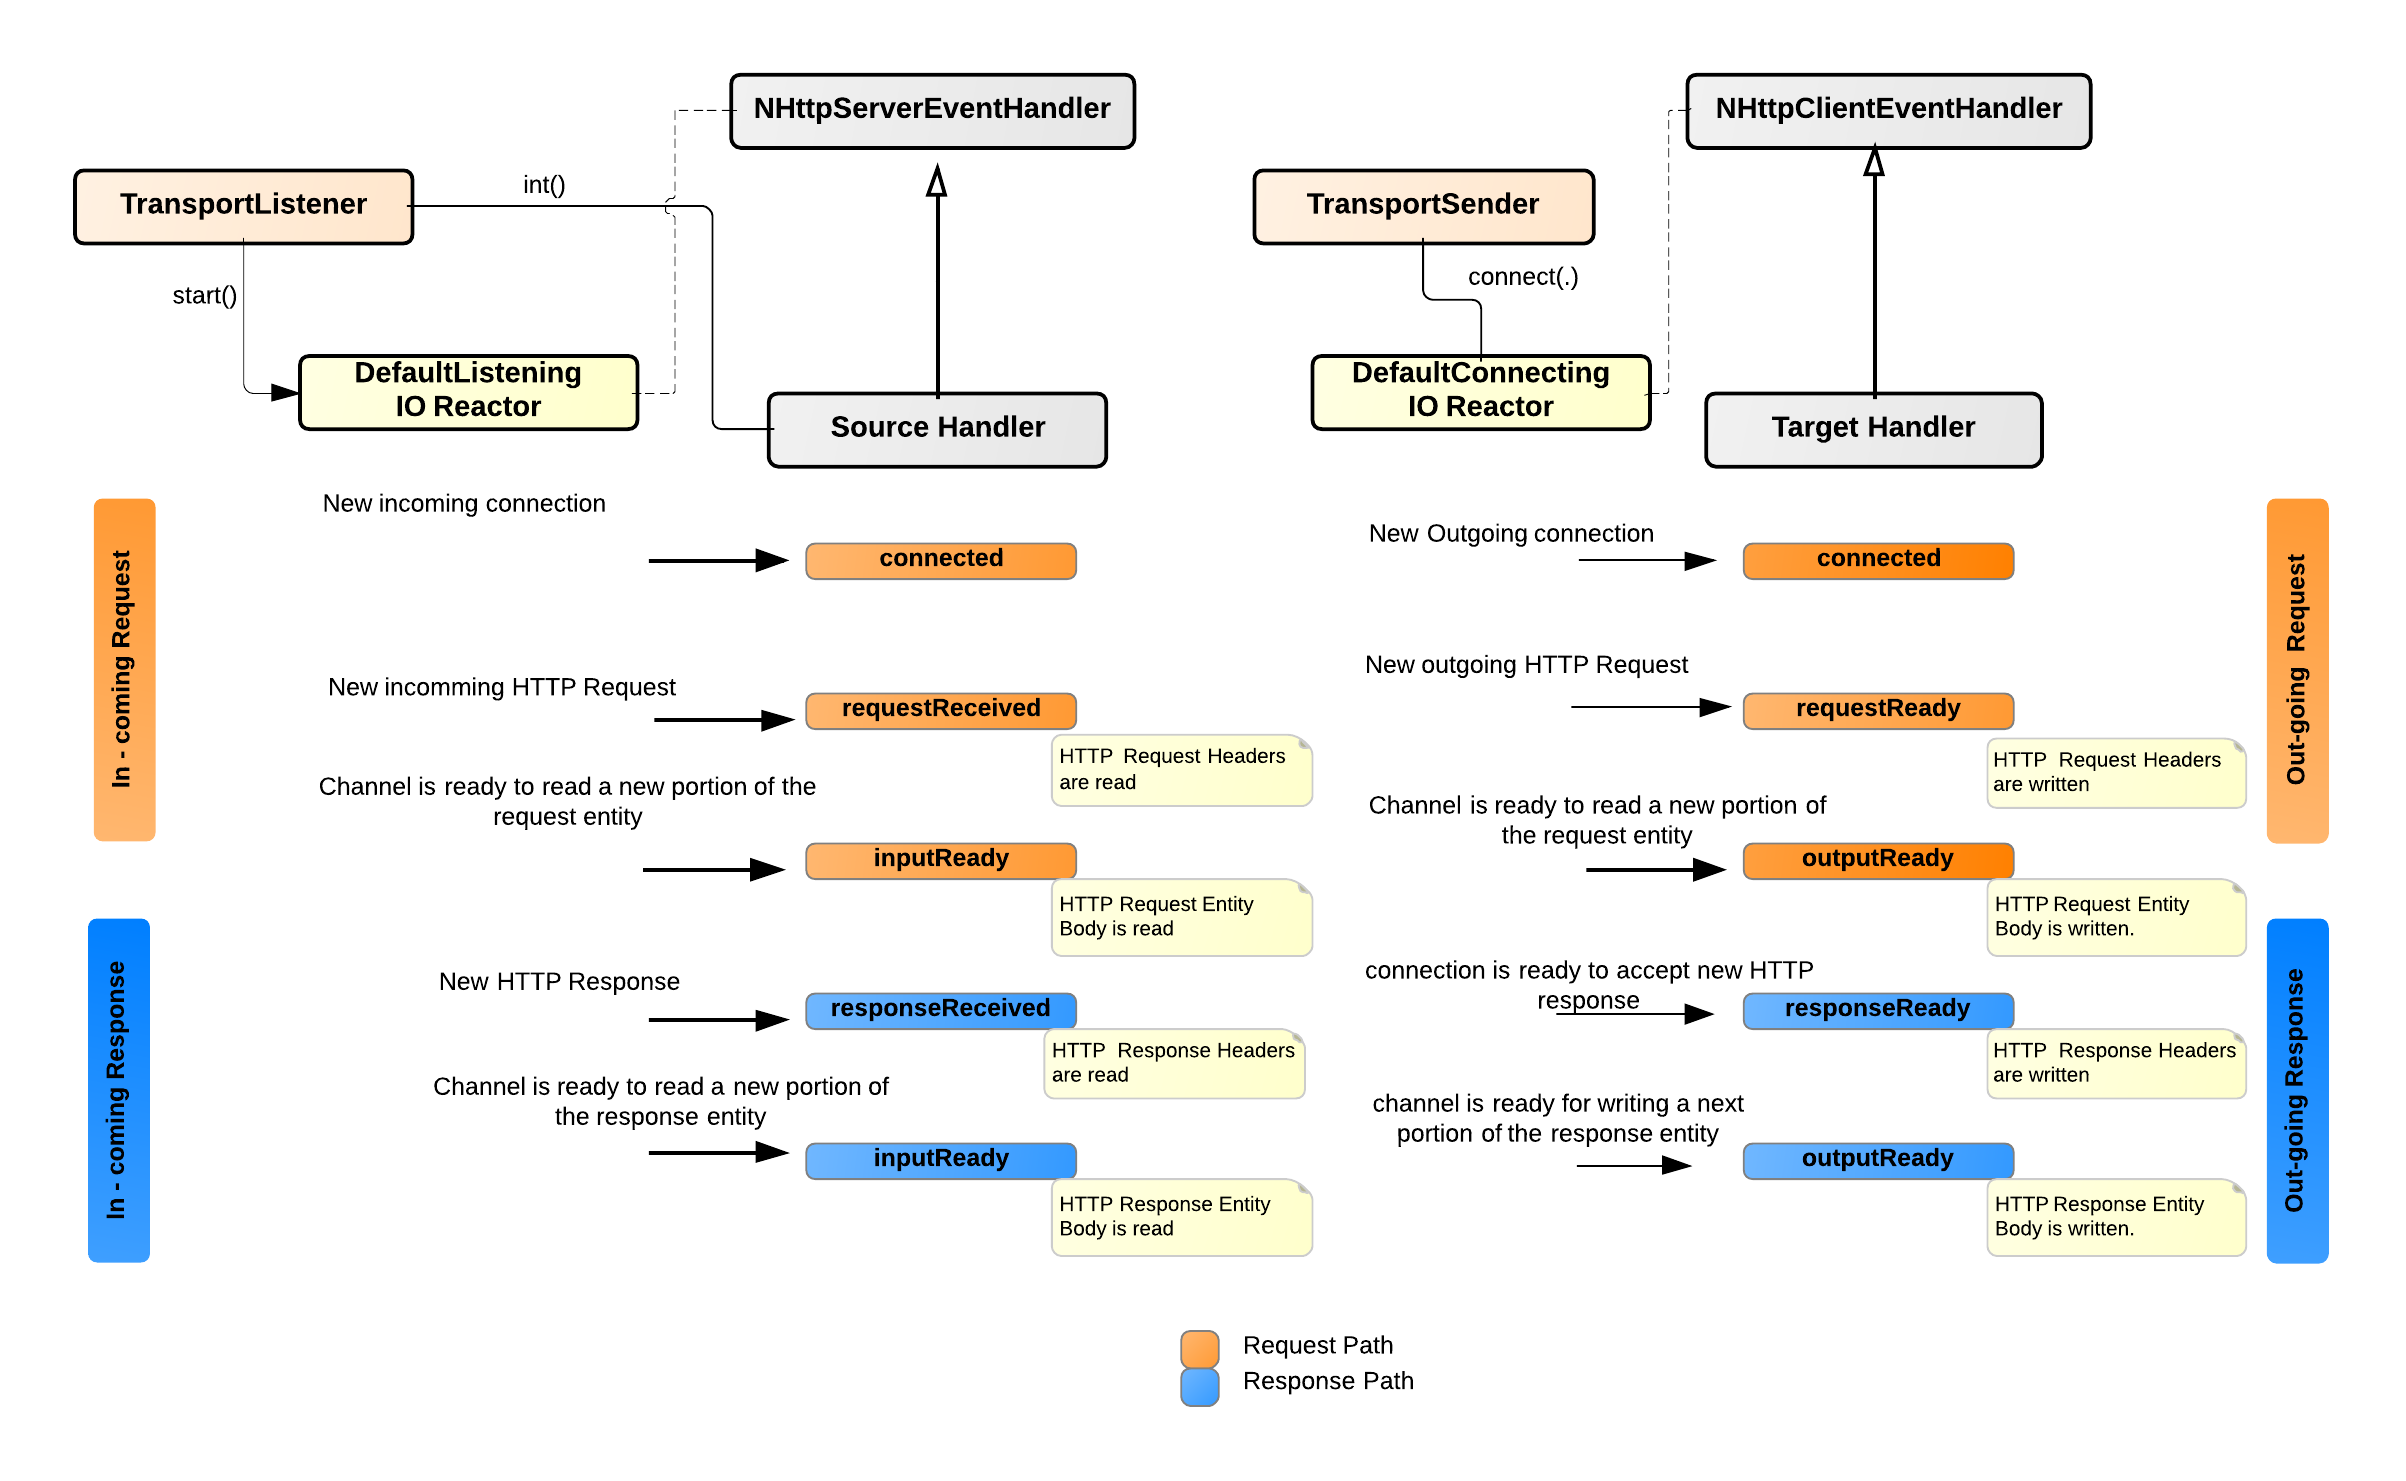 NHttpServerEventHandler
NHttpClientEventHandler
TransportListener
int()
TransportSender
start()
connect(.)
DefaultListening
IO Reactor
DefaultConnecting
IO Reactor
Source Handler
Target Handler
In - coming Request
New incoming connection
connected
New incomming HTTP Request
requestReceived
HTTP Request Headers
are read
Channel is ready to read a new portion of the
request entity
inputReady
HTTP Request Entity
Body is read
In - coming Response
New HTTP Response
responseReceived
HTTP Response Headers
are read
Channel is ready to read a new portion of
the response entity
inputReady
HTTP Response Entity
Body is read
New Outgoing connection
connected
Out-going Request
New outgoing HTTP Request
requestReady
HTTP Request Headers
are written
Channel is ready to read a new portion of
the request entity
outputReady
HTTP Request Entity
Body is written.
connection is ready to accept new HTTP
response
responseReady
HTTP Response Headers
are written
Out-going Response
channel is ready for writing a next
portion of the response entity
outputReady
HTTP Response Entity
Body is written.
Request Path
Response Path